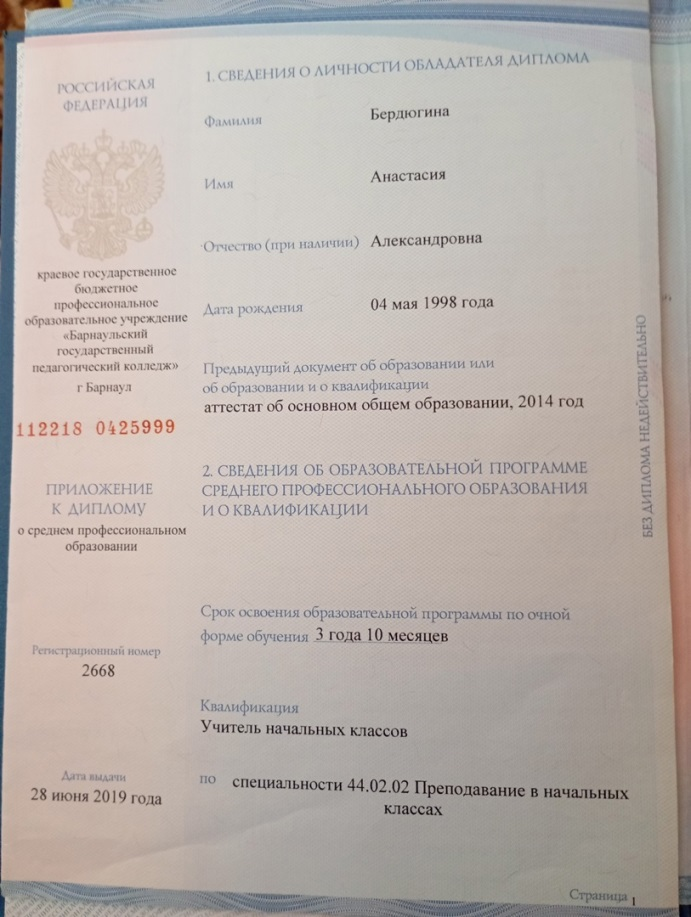 РОССИЙСКАЯ
ФЕДЕРАЦИЯ
краевое государственное
бюджетное
профессиональное
образовательное учреждение
«Барнаульский
государственный
педагогический колледж»
г Барнаул
112218 0425999
ПРИЛОЖЕНИЕ
К ДИПЛОМУ
о среднем профессиональном
образовании
Регистрационный номер
2668
Дата выдачи
28 июня 2019 года
1. СВЕДЕНИЯ О ЛИЧНОСТИ ОБЛАДАТЕЛЯ ДИПЛОМА
Фамилия Бердюгина
Имя Анастасия
Отчество (при наличии) Александровна
Дата рождения 04 мая 1998 года
Предыдущий документ об образовании или
об образовании и о квалификации
аттестат об основном общем образовании, 2014 год
2. СВЕДЕНИЯ ОБ ОБРАЗОВАТЕЛЬНОЙ ПРОГРАММЕ
СРЕДНЕГО ПРОФЕССИОНАЛЬНОГО ОБРАЗОВАНИЯ
И О КВАЛИФИКАЦИИ
Срок освоения образовательной программы по очной
форме обучения 3 года 10 месяцев
Квалификация
Учитель начальных классов
по специальности 44.02.02 Преподавание в начальных
классах
Страница 1
БЕЗ ДИПЛОМА НЕДЕЙСТВИТЕЛЬНО